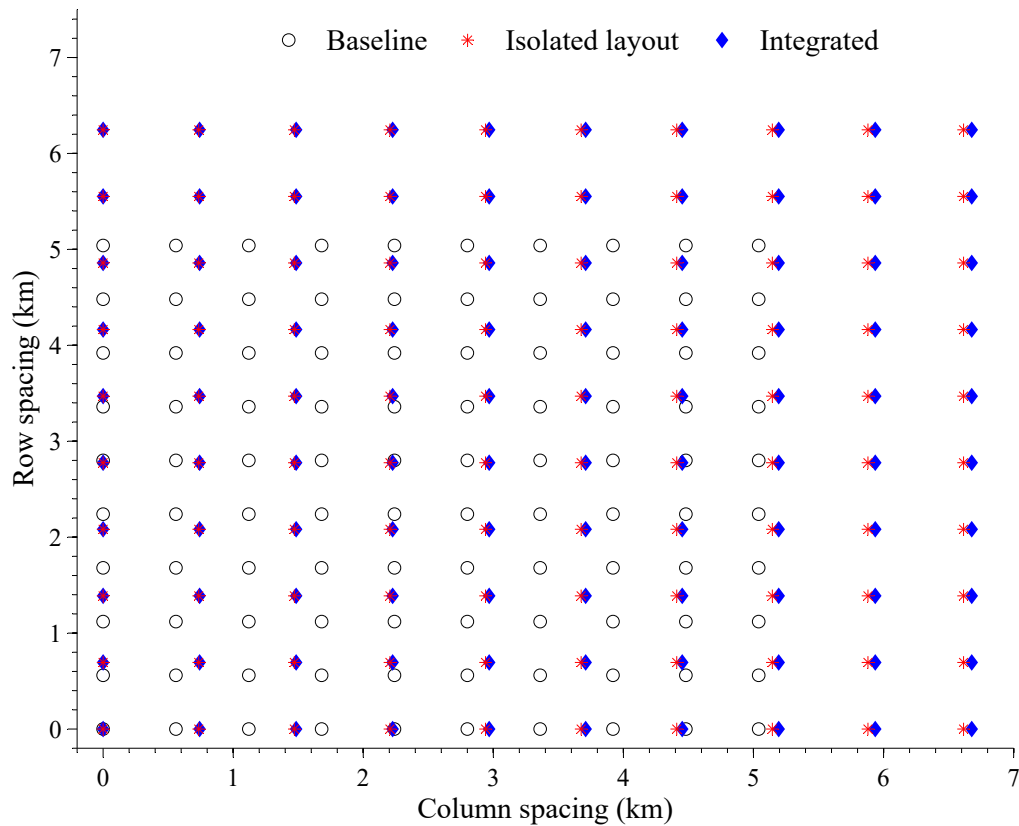 Baseline Isolated layout Integrated
7
6
5
4
3
2
1
0
Row spacing (km)
0 1 2 3 4 5 6 7
Column spacing (km)